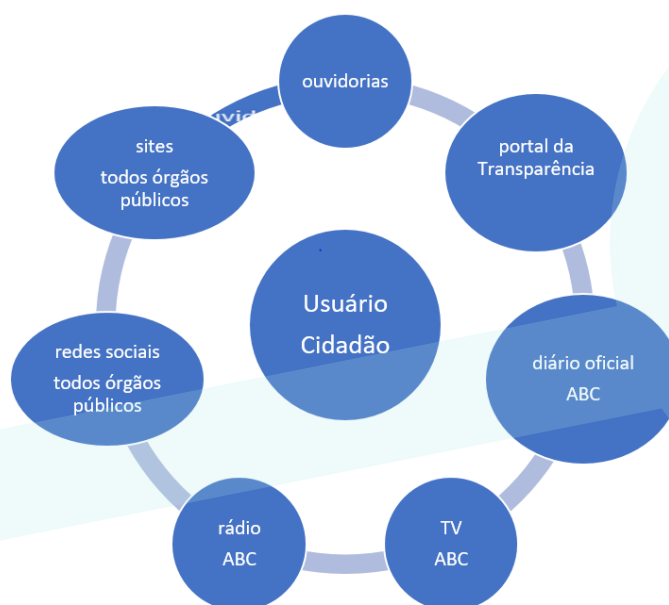 ouvidorias
portal da
Transparência
diário oficial
ABC
TV
ABC
rádio
ABC
redes sociais
todos órgãos
públicos
sites
todos órgãos
públicos
Usuário
Cidadão